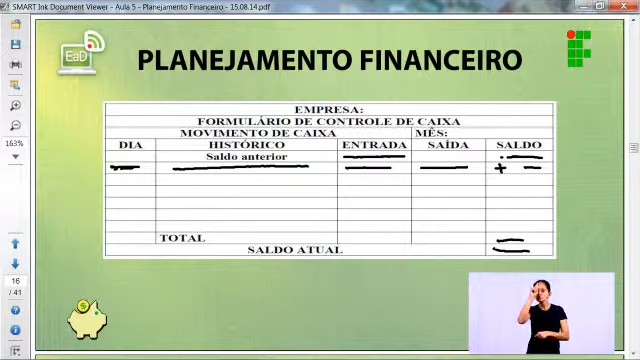 SMART Ink Document Viewer - Aula 5 - Planejamento Financeiro - 15.08.14.pdf
EaD
PLANEJAMENTO FINANCEIRO
EMPRESA:
FORMULÁRIO DE CONTROLE DE CAIXA
MOVIMENTO DE CAIXA MÊS:
DIA HISTÓRICO ENTRADA SAÍDA SALDO
Saldo anterior
+
TOTAL
SALDO ATUAL
163%
16
/ 41